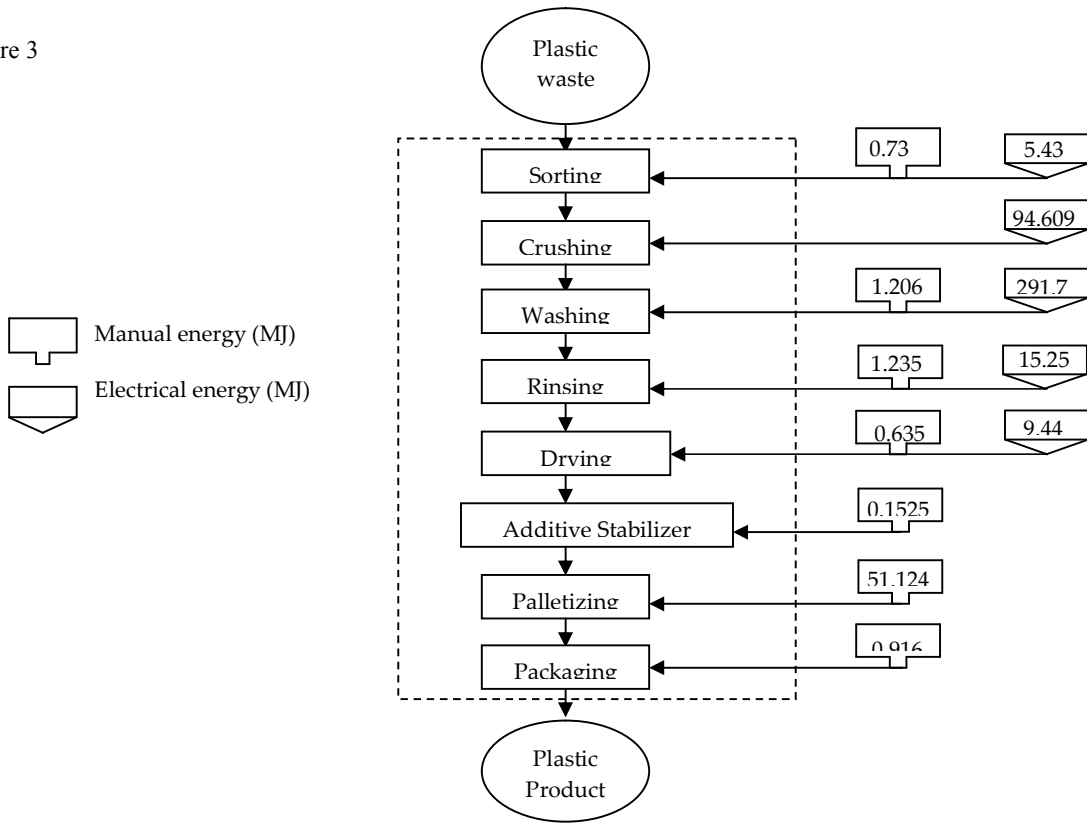 re 3
Plastic
waste
0.73
5.43
Sorting
94.609
Crushing
1.206
291.7
Washing
Manual energy (MJ)
1.235
15.25
Rinsing
Electrical energy (MJ)
0.635
9.44
Drying
0.1525
Additive Stabilizer
51.124
Palletizing
0.916
Packaging
Plastic
Product